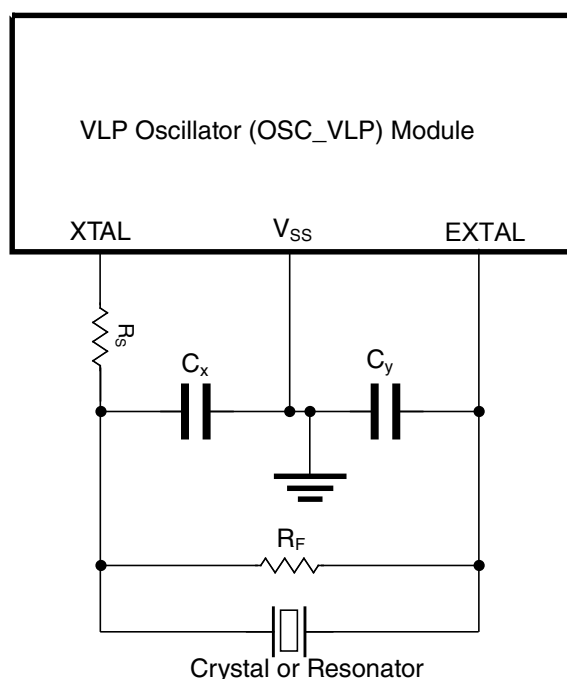 VLP Oscillator (OSC_VLP) Module
XTAL
VSS
EXTAL
RS
Cx
Cy
RF
Crystal or Resonator